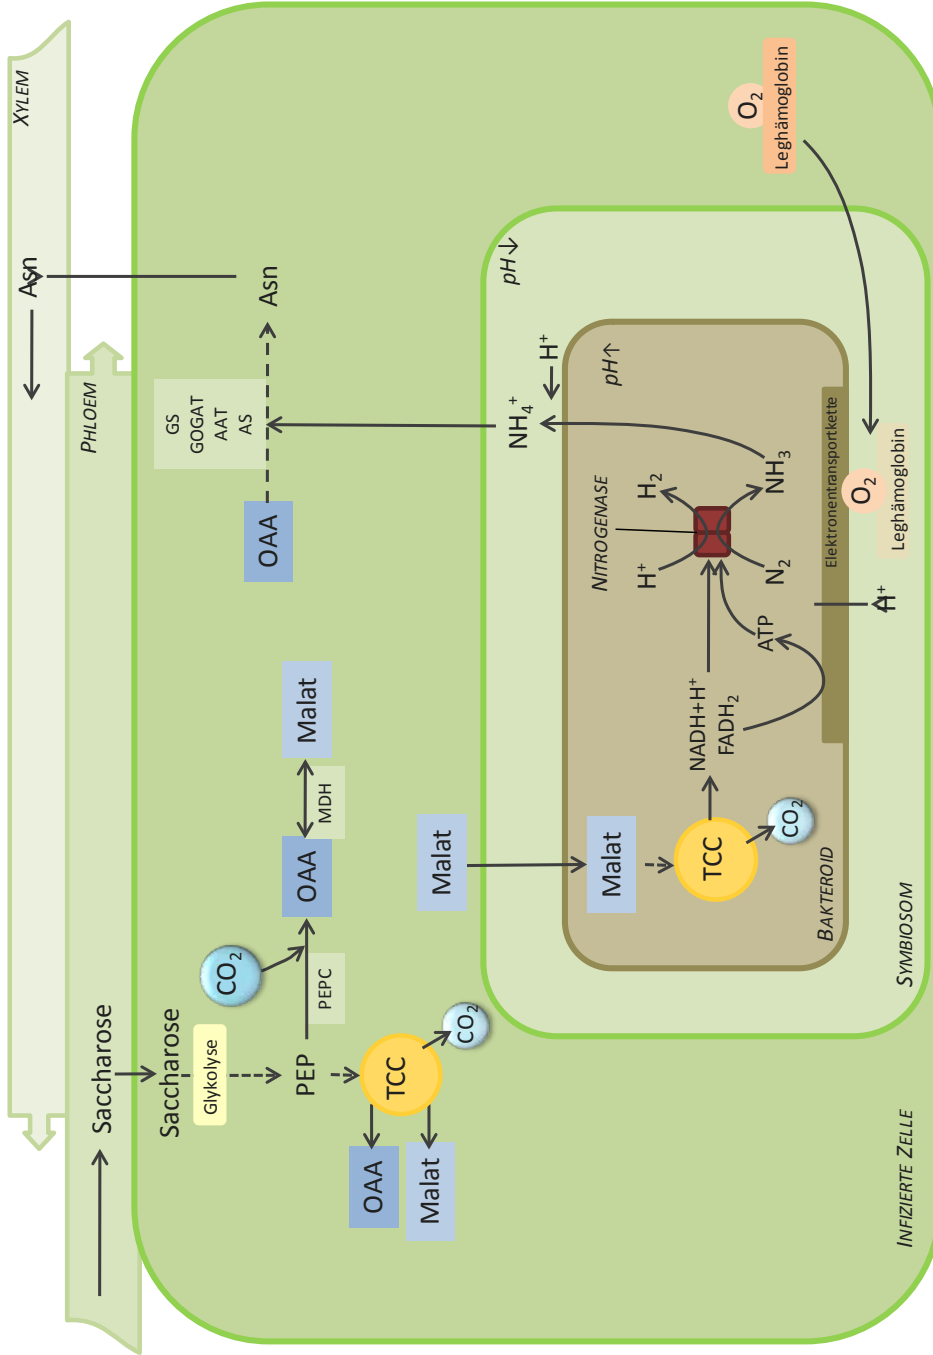 XYLEM
Asn
PHLOEM
Saccharose
Saccharose
Glykolyse
PEP
CO2
PEPC
OAA
MDH
Malat
OAA
GS
GOGAT
AAT
AS
Asn
TCC
CO2
OAA
Malat
Malat
NH4+
H+
pH↓
pH↑
Malat
TCC
CO2
NADH+H+
FADH2
ATP
NITROGENASE
H+
H2
N2
NH3
Elektronentransportkette
H+
O2
Leghämoglobin
O2
Leghämoglobin
BAKTEROID
SYMBIOSOM
INFIZIERTE ZELLE